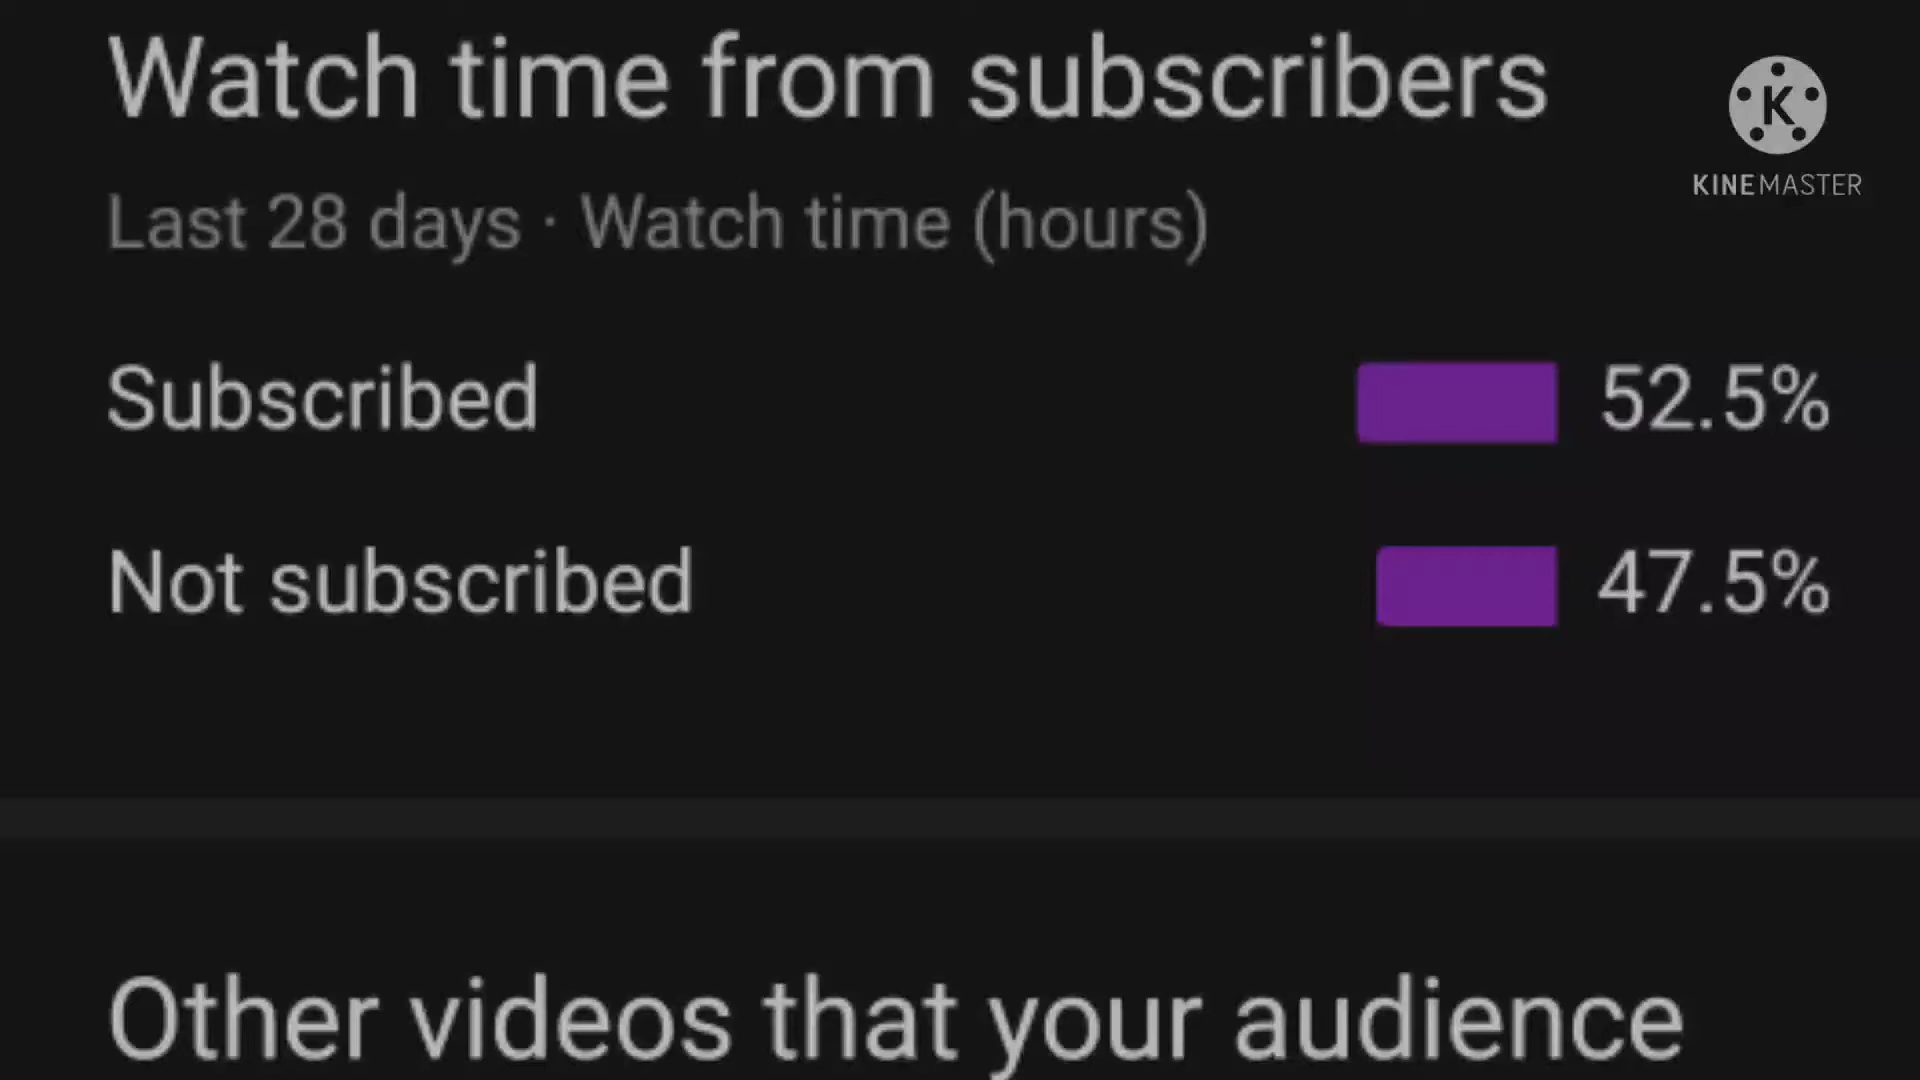 Watch time from subscribers
K
KINEMASTER
Last 28 days · Watch time (hours)
Subscribed 52.5%
Not subscribed 47.5%
Other videos that your audience